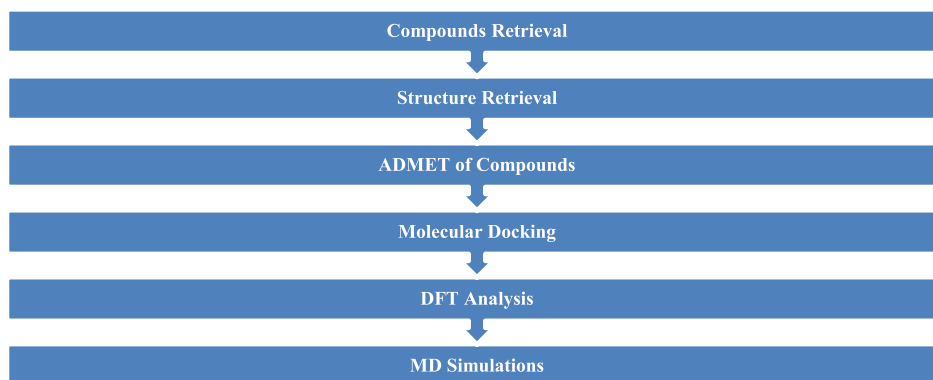 Compounds Retrieval
Structure Retrieval
ADMET of Compounds
Molecular Docking
DFT Analysis
MD Simulations